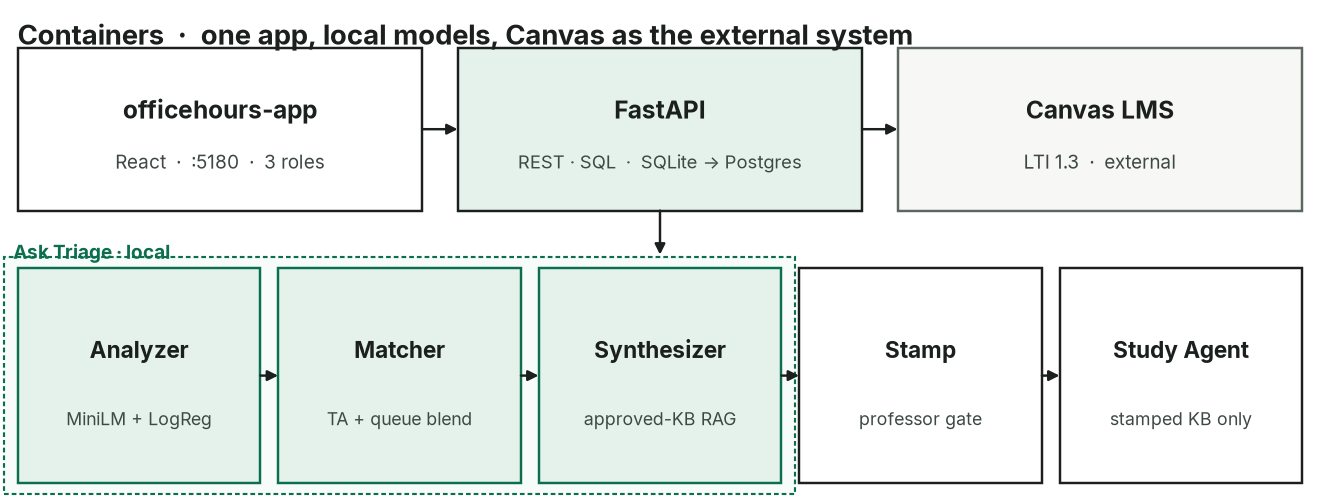 Containers · one app, local models, Canvas as the external system
officehours-app
React · :5180 · 3 roles
FastAPI
REST · SQL · SQLite → Postgres
Canvas LMS
LTI 1.3 · external
Ask Triage · local
Analyzer
MiniLM + LogReg
Matcher
TA + queue blend
Synthesizer
approved-KB RAG
Stamp
professor gate
Study Agent
stamped KB only